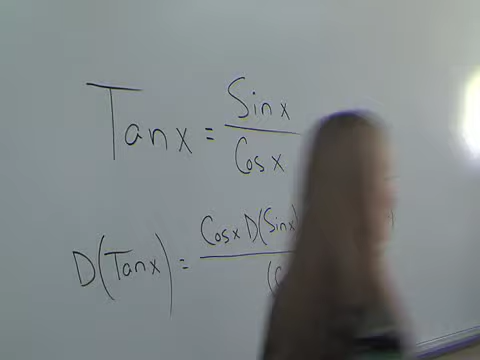 Tan x = Sin x / Cos x
D(Tan x) = Cos x D(Sin x)